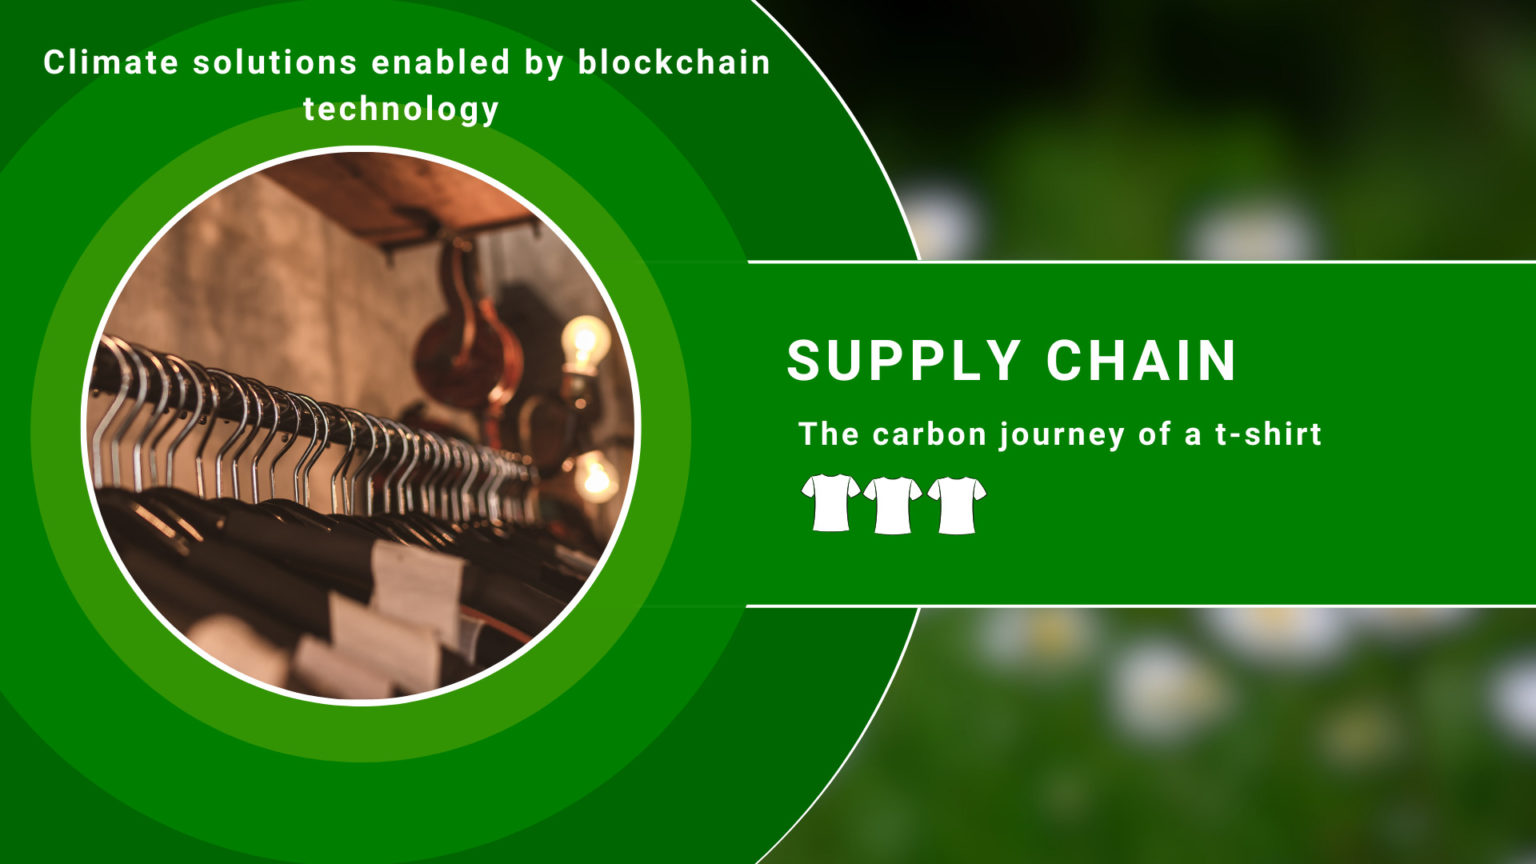 Climate solutions enabled by blockchain
technology
SUPPLY CHAIN
The carbon journey of a t-shirt